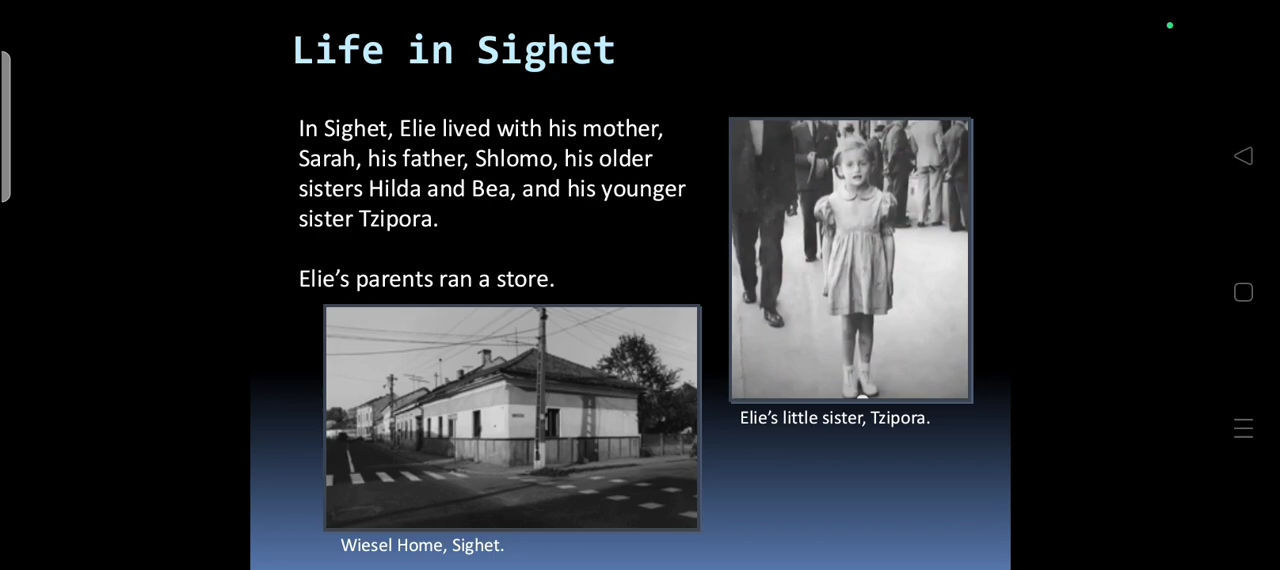 Life in Sighet
In Sighet, Elie lived with his mother,
Sarah, his father, Shlomo, his older
sisters Hilda and Bea, and his younger
sister Tzipora.
Elie’s parents ran a store.
Elie’s little sister, Tzipora.
Wiesel Home, Sighet.